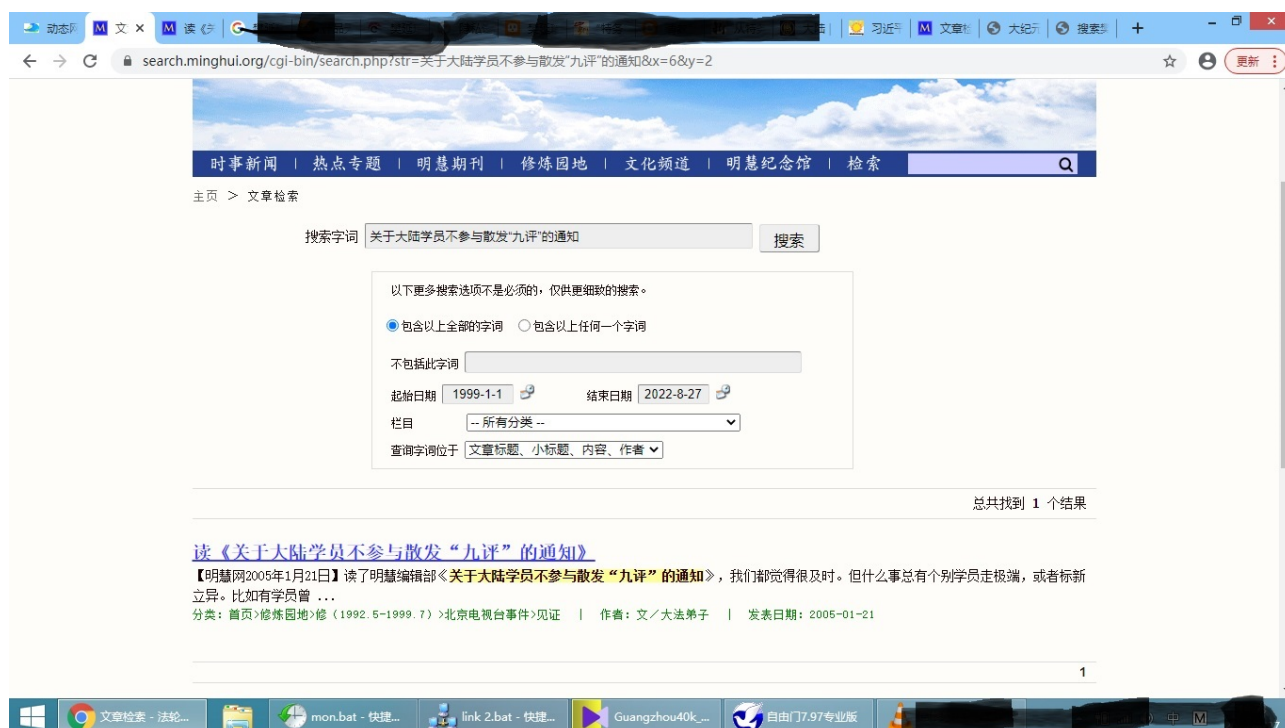 动态网
文 ×
读《关
习近平
文章检
大纪元
搜索结
search.minghui.org/cgi-bin/search.php?str=关于大陆学员不参与散发"九评"的通知&x=6&y=2
更新
时事新闻 | 热点专题 | 明慧期刊 | 修炼园地 | 文化频道 | 明慧纪念馆 | 检索
主页 > 文章检索
搜索字词 关于大陆学员不参与散发"九评"的通知 搜索
以下更多搜索选项不是必须的，仅供更细致的搜索。
包含以上全部的字词 包含以上任何一个字词
不包括此字词
起始日期 1999-1-1 结束日期 2022-8-27
栏目 -- 所有分类 --
查询字词位于 文章标题、小标题、内容、作者
总共找到 1 个结果
读《关于大陆学员不参与散发“九评”的通知》
【明慧网2005年1月21日】读了明慧编辑部《关于大陆学员不参与散发“九评”的通知》，我们都觉得很及时。但什么事总有个别学员走极端，或者标新
立异。比如有学员曾 ...
分类：首页>修炼园地>修（1992.5-1999.7）>北京电视台事件>见证 | 作者：文／大法弟子 | 发表日期：2005-01-21
1
文章检索 - 法轮... mon.bat - 快捷... link 2.bat - 快捷... Guangzhou40k_... 自由门7.97专业版 中 M